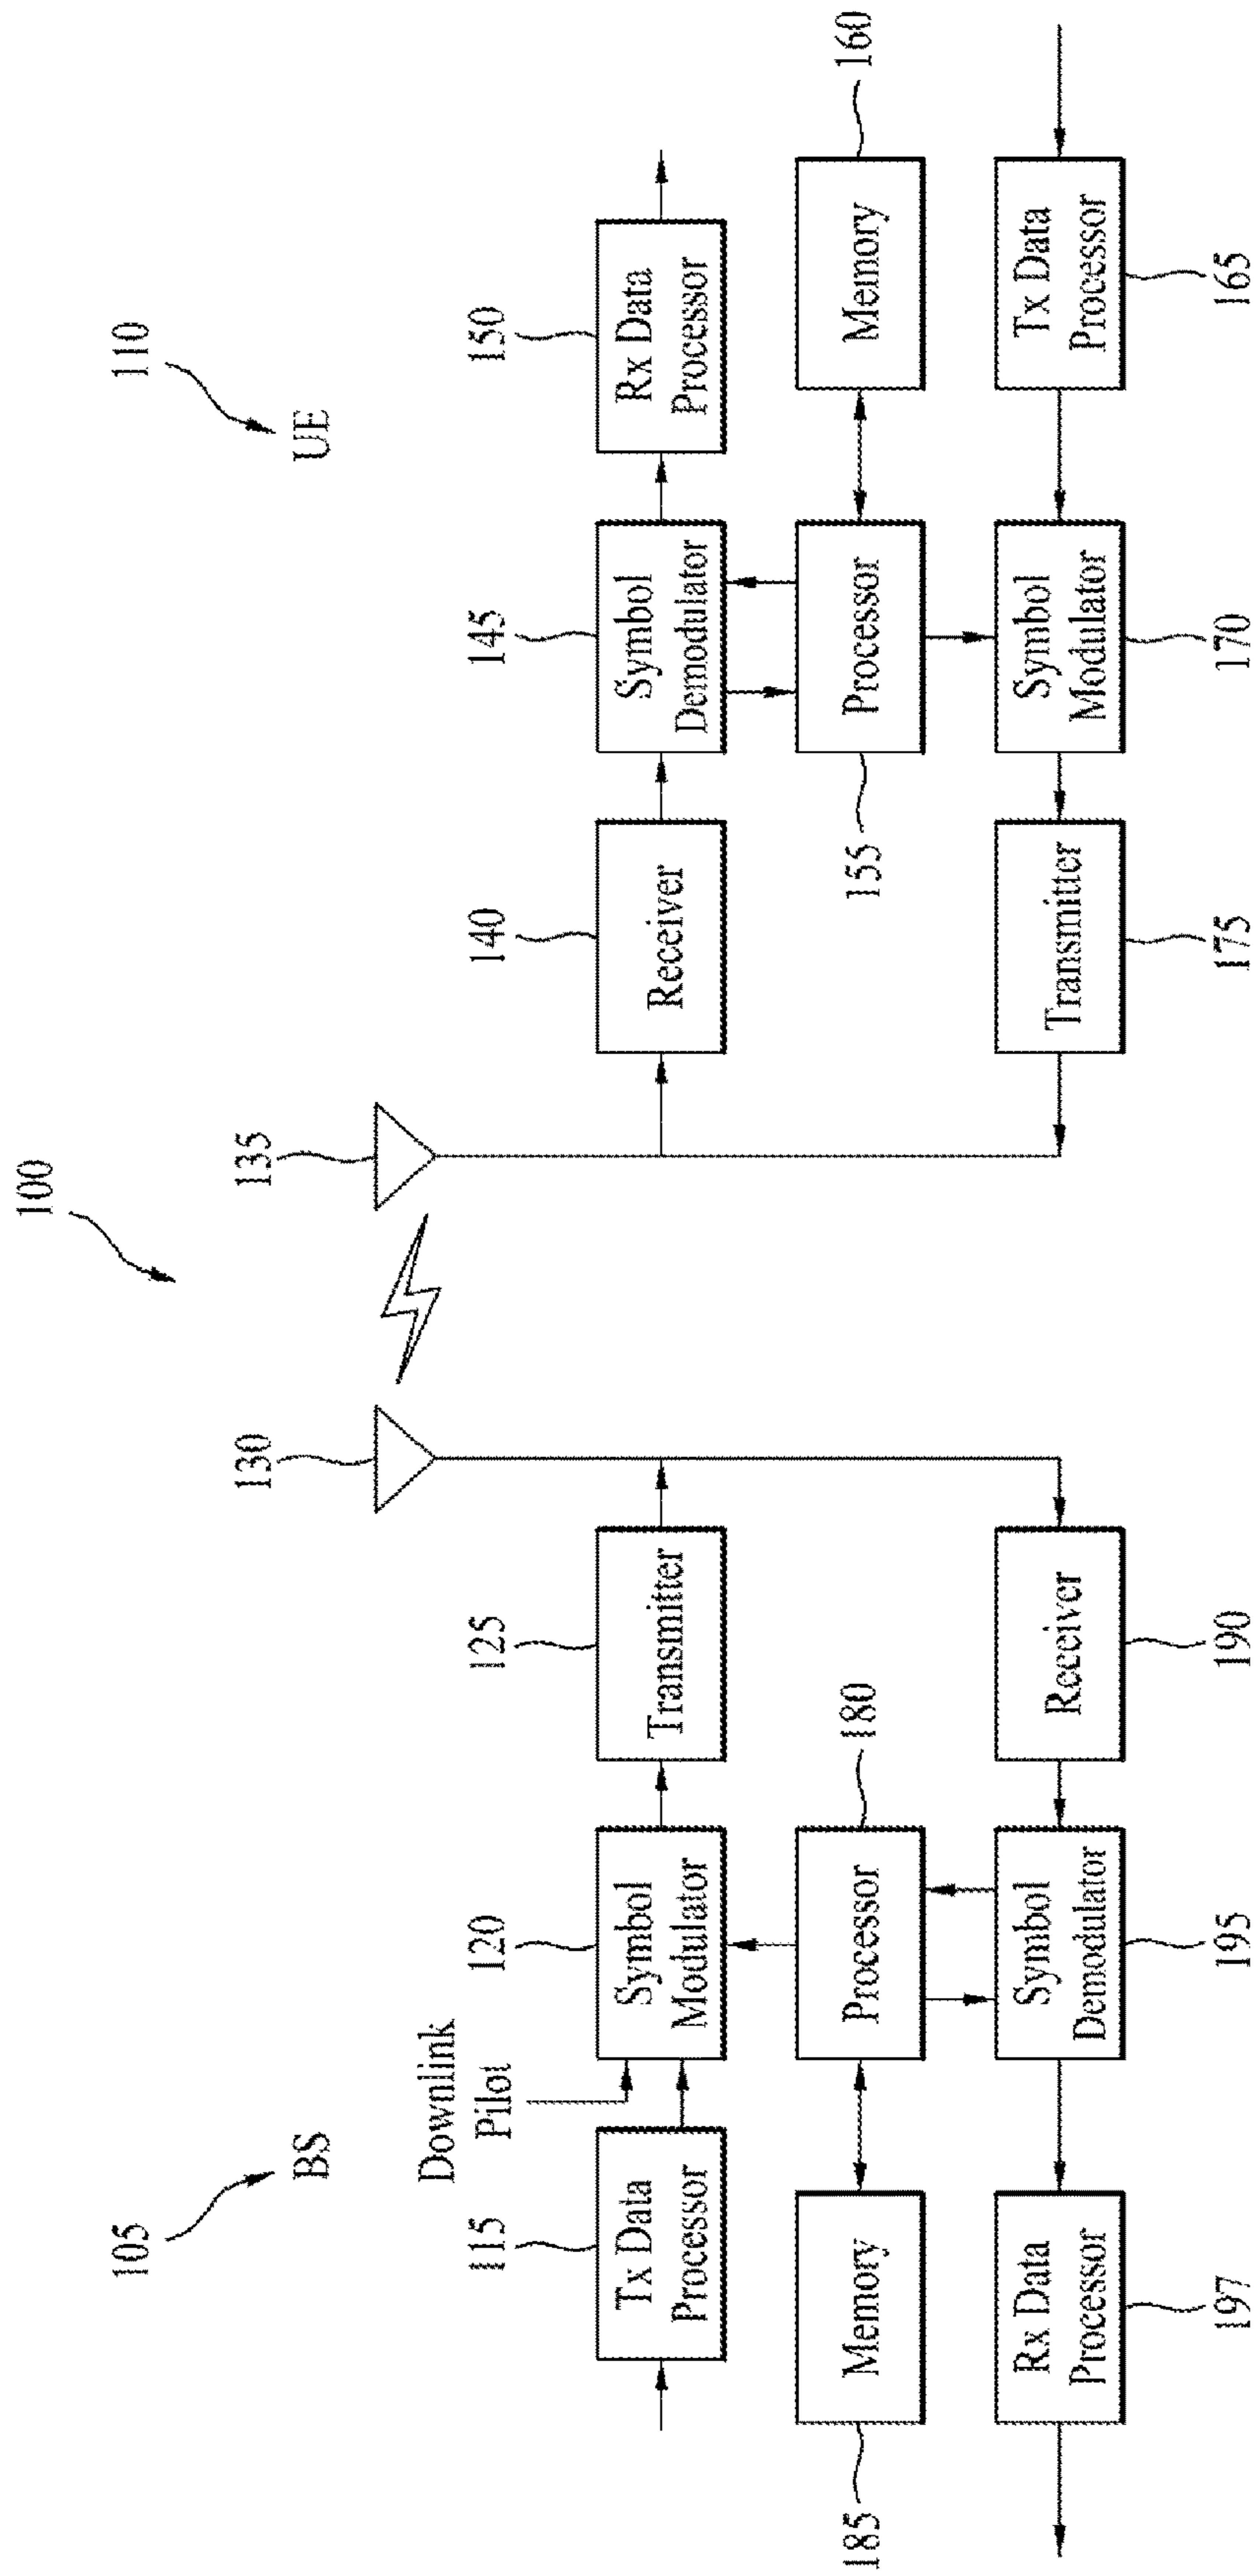 100
105
BS
110
UE
130
135
Downlink
Pilot
115
120
125
140
145
150
Tx Data
Processor
Symbol
Modulator
Transmitter
Receiver
Symbol
Demodulator
Rx Data
Processor
180
160
Memory
Processor
Processor
Memory
185
155
Rx Data
Processor
Symbol
Demodulator
Receiver
Transmitter
Symbol
Modulator
Tx Data
Processor
197
195
190
175
170
165